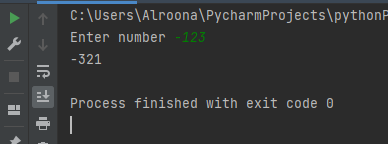 C:\Users\Alroona\PycharmProjects\pythonP
Enter number -123
-321
Process finished with exit code 0